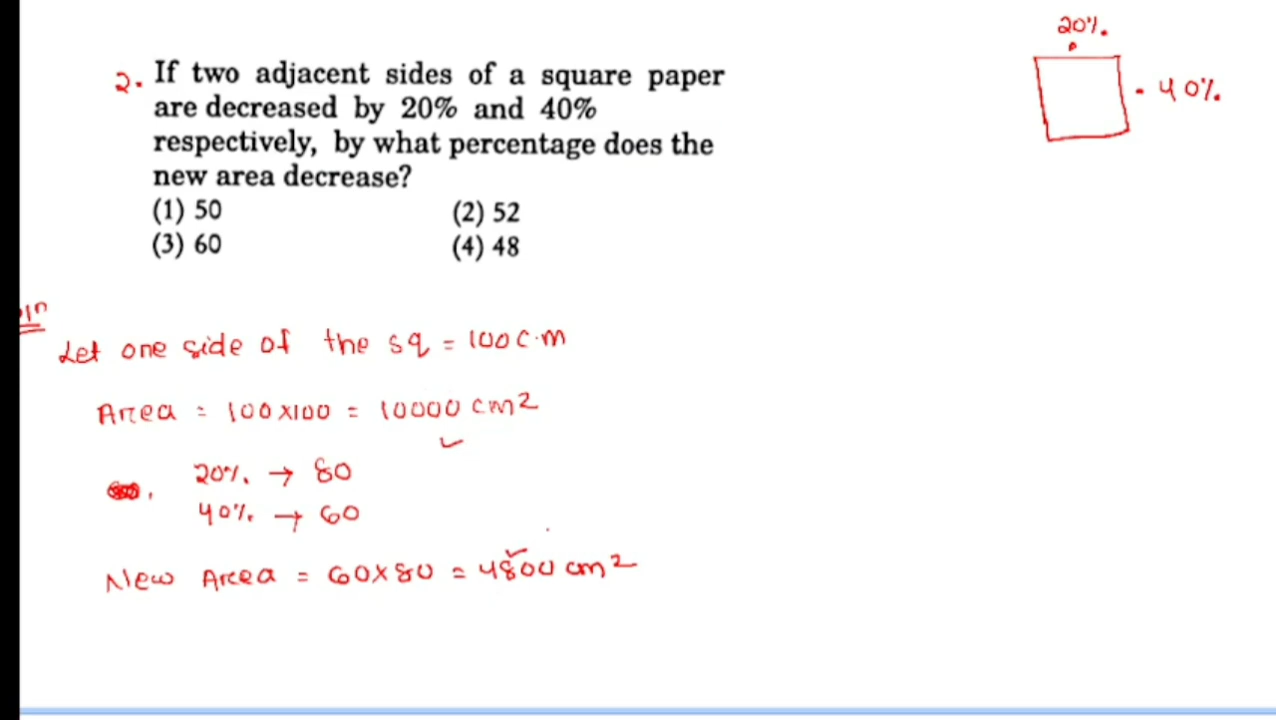 20%.
40%.
2. If two adjacent sides of a square paper
are decreased by 20% and 40%
respectively, by what percentage does the
new area decrease?
(1) 50 (2) 52
(3) 60 (4) 48
Let one side of the sq = 100 c.m
Area = 100×100 = 10000 cm2
20%. → 80
40%. → 60
New Area = 60×80 = 4800 cm2